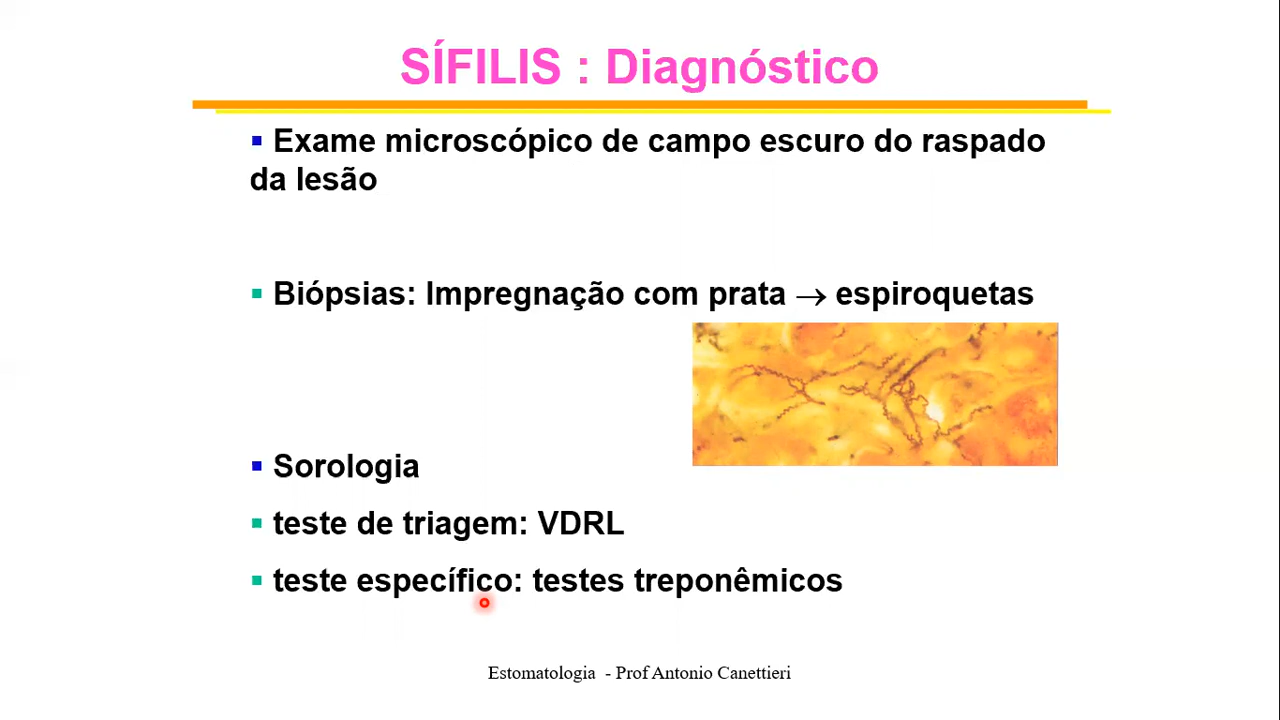 SÍFILIS : Diagnóstico
▪ Exame microscópico de campo escuro do raspado
da lesão
▪ Biópsias: Impregnação com prata → espiroquetas
▪ Sorologia
▪ teste de triagem: VDRL
▪ teste específico: testes treponêmicos
Estomatologia - Prof Antonio Canettieri